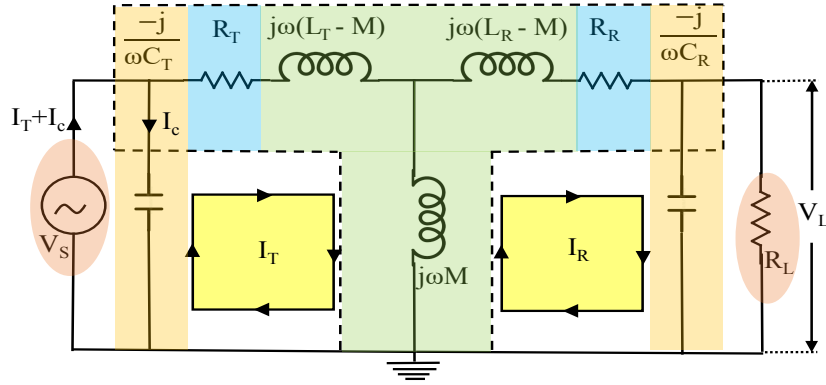 -j
ωC_T
R_T
jω(L_T - M)
jω(L_R - M)
R_R
-j
ωC_R
I_T+I_c
I_c
V_S
I_T
jωM
I_R
R_L
V_L